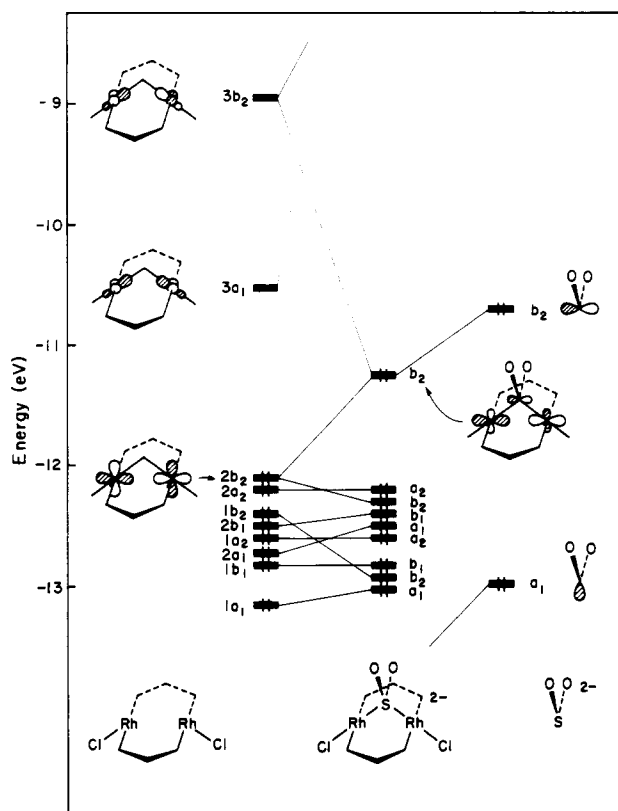 Energy (eV)
-9
-10
-11
-12
-13
3b₂
3a₁
2b₂
2a₂
1b₂
2b₁
1a₂
2a₁
1b₁
1a₁
b₂
a₂
b₂
b₁
a₁
a₂
b₁
b₂
a₁
O O
b₂
O O
O O
a₁
Rh Rh
Cl Cl
O O
S
2-
Rh Rh
Cl Cl
O O 2-
S